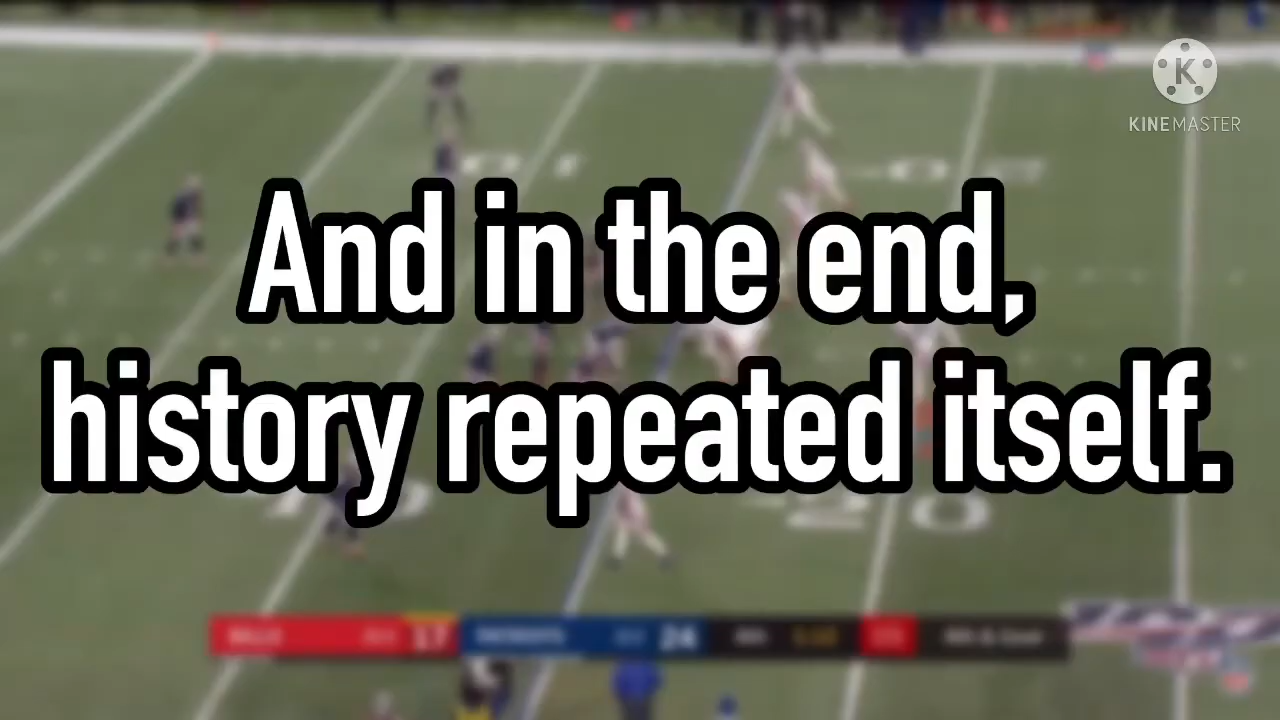 KINEMASTER
And in the end,
history repeated itself.
17
24